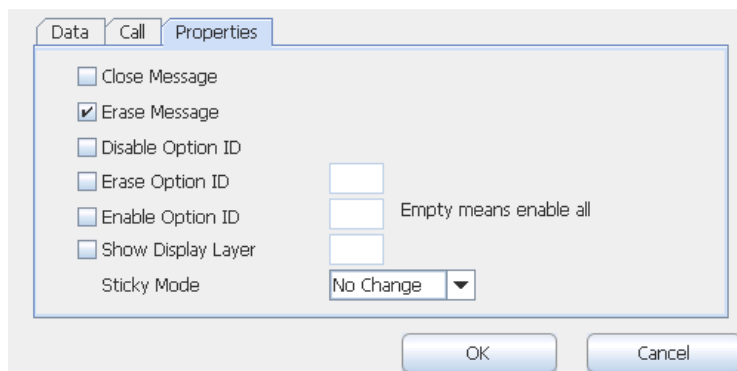 Data Call Properties
Close Message
Erase Message
Disable Option ID
Erase Option ID
Enable Option ID Empty means enable all
Show Display Layer
Sticky Mode No Change
OK Cancel